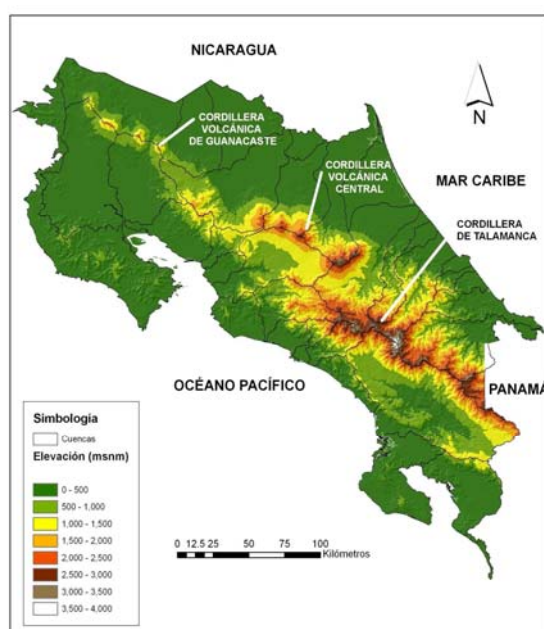 NICARAGUA
CORDILLERA
VOLCÁNICA
DE GUANACASTE
N
CORDILLERA
VOLCÁNICA
CENTRAL
MAR CARIBE
CORDILLERA
DE TALAMANCA
OCÉANO PACÍFICO
PANAMÁ
Simbología
Cuencas
Elevación (msnm)
0 - 500
500 - 1,000
1,000 - 1,500
1,500 - 2,000
2,000 - 2,500
2,500 - 3,000
3,000 - 3,500
3,500 - 4,000
0 12.5 25 50 75 100
Kilómetros